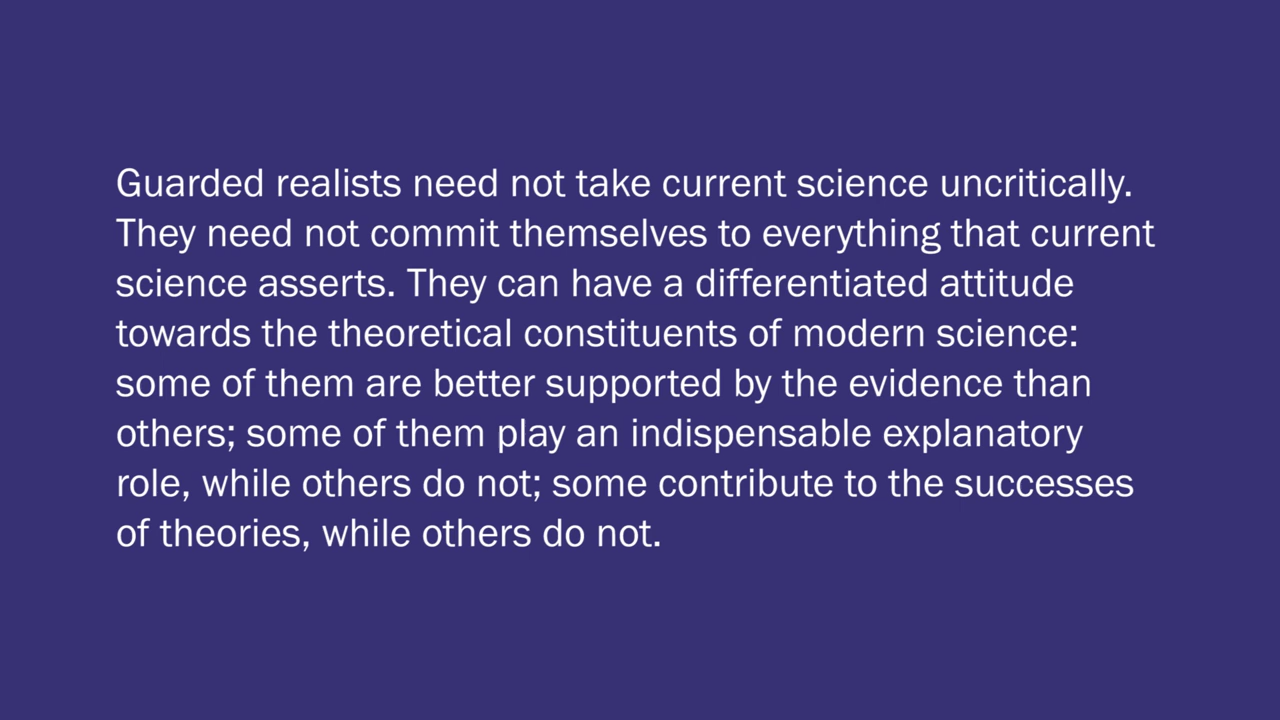 Guarded realists need not take current science uncritically.
They need not commit themselves to everything that current
science asserts. They can have a differentiated attitude
towards the theoretical constituents of modern science:
some of them are better supported by the evidence than
others; some of them play an indispensable explanatory
role, while others do not; some contribute to the successes
of theories, while others do not.